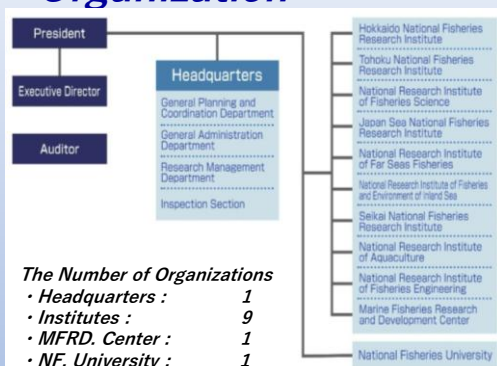 Organization
President
Executive Director
Auditor
Headquarters
General Planning and
Coordination Department
General Administration
Department
Research Management
Department
Inspection Section
Hokkaido National Fisheries
Research Institute
Tohoku National Fisheries
Research Institute
National Research Institute
of Fisheries Science
Japan Sea National Fisheries
Research Institute
National Research Institute
of Far Seas Fisheries
National Research Institute of Fisheries
and Environment of Inland Sea
Seikai National Fisheries
Research Institute
National Research Institute
of Aquaculture
National Research Institute
of Fisheries Engineering
Marine Fisheries Research
and Development Center
National Fisheries University
The Number of Organizations
・Headquarters : 1
・Institutes : 9
・MFRD. Center : 1
・NF. University : 1